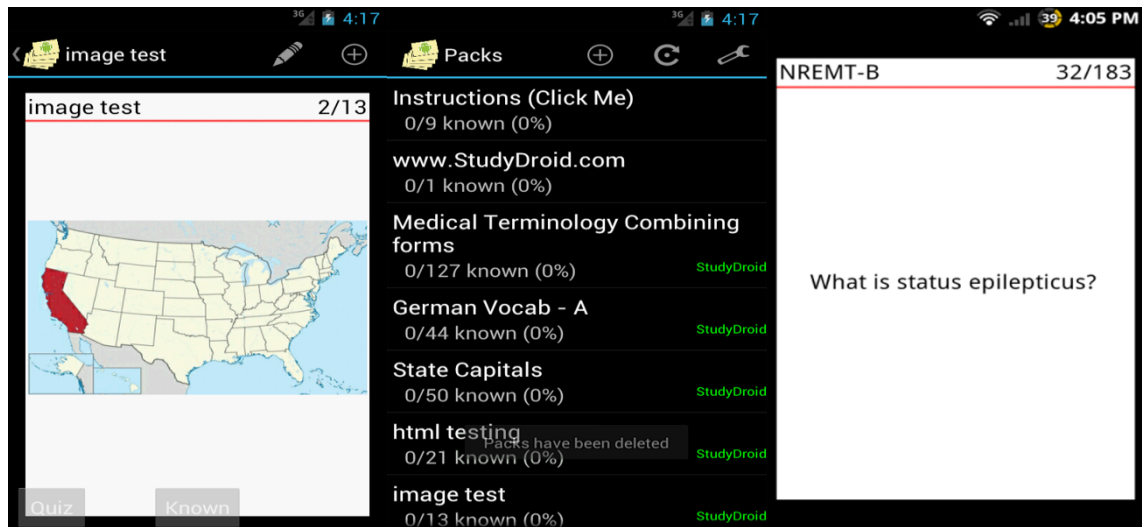 3G 4:17
image test
image test 2/13
Quiz Known
3G 4:17
Packs
Instructions (Click Me)
0/9 known (0%)
www.StudyDroid.com
0/1 known (0%)
Medical Terminology Combining
forms
0/127 known (0%) StudyDroid
German Vocab - A
0/44 known (0%) StudyDroid
State Capitals
0/50 known (0%) StudyDroid
html testing
Packs have been deleted
0/21 known (0%) StudyDroid
image test
0/13 known (0%) StudyDroid
39 4:05 PM
NREMT-B 32/183
What is status epilepticus?